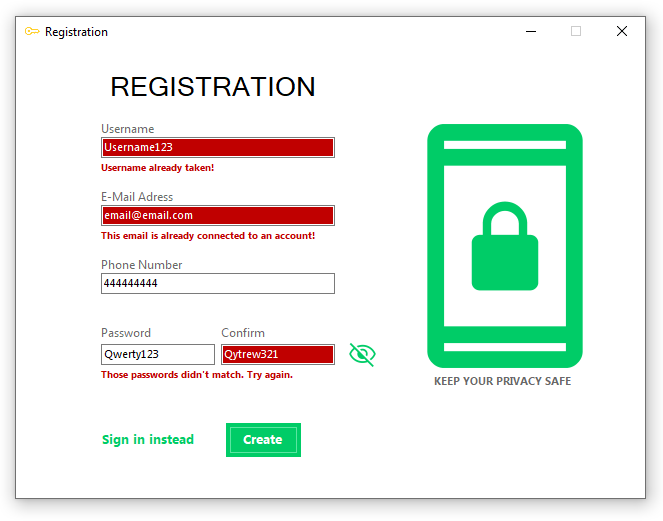 Registration
REGISTRATION
Username
Username123
Username already taken!
E-Mail Adress
email@email.com
This email is already connected to an account!
Phone Number
444444444
Password Confirm
Qwerty123 Qytrew321
Those passwords didn't match. Try again.
Sign in instead Create
KEEP YOUR PRIVACY SAFE